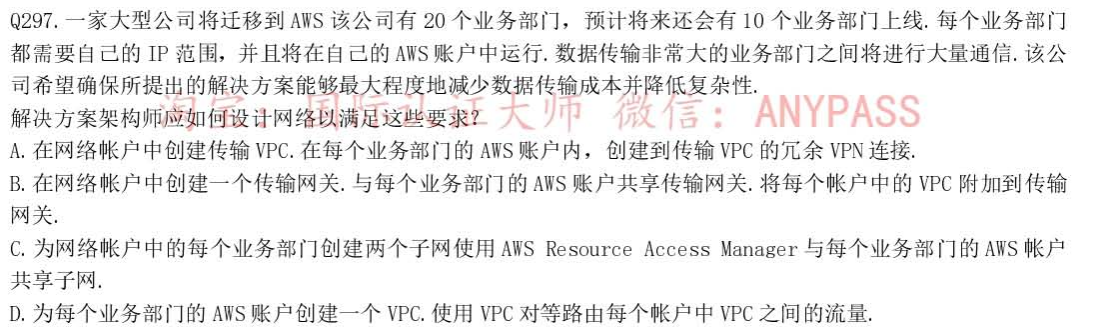 Q297. 一家大型公司将迁移到 AWS 该公司有 20 个业务部门，预计将来还会有 10 个业务部门上线. 每个业务部门
都需要自己的 IP 范围，并且将在自己的 AWS 账户中运行. 数据传输非常大的业务部门之间将进行大量通信. 该公
司希望确保所提出的解决方案能够最大程度地减少数据传输成本并降低复杂性.
淘宝：国际认证大师 微信：ANYPASS
解决方案架构师应如何设计网络以满足这些要求?
A. 在网络帐户中创建传输 VPC. 在每个业务部门的 AWS 账户内，创建到传输 VPC 的冗余 VPN 连接.
B. 在网络帐户中创建一个传输网关. 与每个业务部门的 AWS 账户共享传输网关. 将每个帐户中的 VPC 附加到传输
网关.
C. 为网络帐户中的每个业务部门创建两个子网使用 AWS Resource Access Manager 与每个业务部门的 AWS 帐户
共享子网.
D. 为每个业务部门的 AWS 账户创建一个 VPC. 使用 VPC 对等路由每个帐户中 VPC 之间的流量.